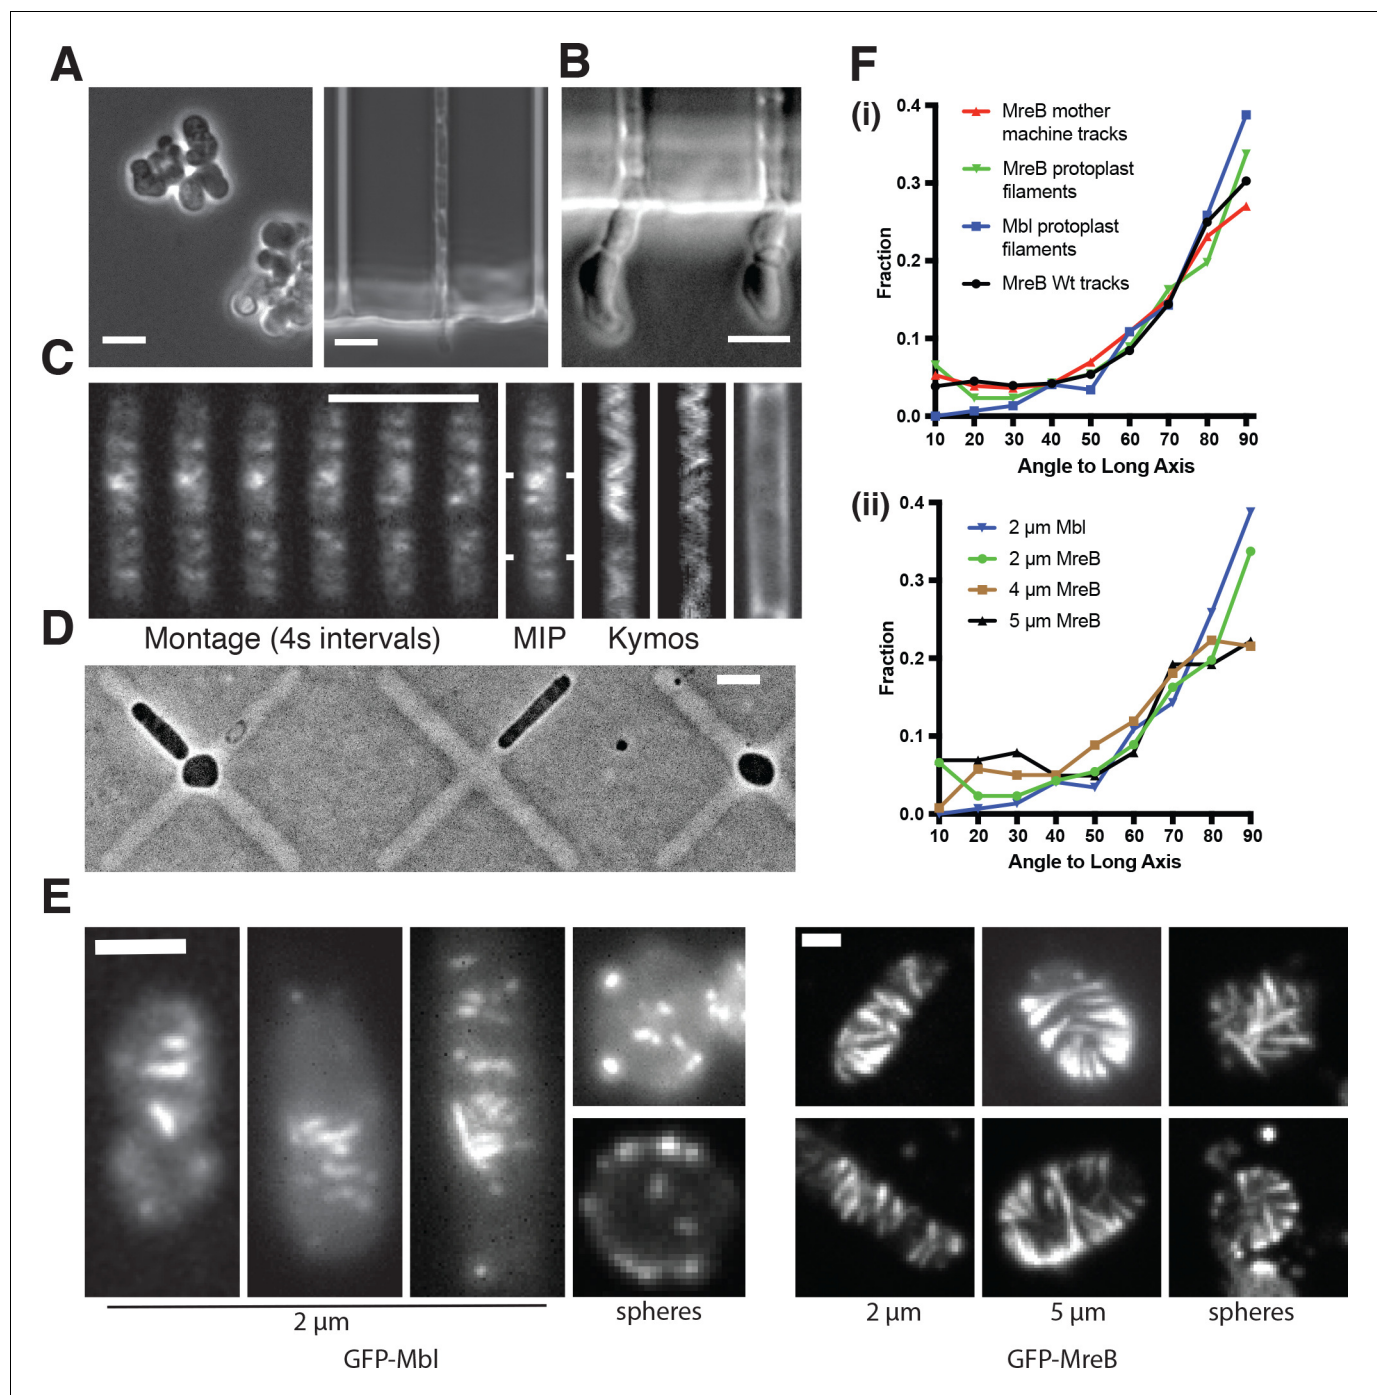 A
B
F
(i)
0.4
0.3
0.2
0.1
0.0
Fraction
MreB mother
machine tracks
MreB protoplast
filaments
Mbl protoplast
filaments
MreB Wt tracks
10 20 30 40 50 60 70 80 90
Angle to Long Axis
C
Montage (4s intervals)
MIP
Kymos
(ii)
0.4
0.3
0.2
0.1
0.0
Fraction
2 µm Mbl
2 µm MreB
4 µm MreB
5 µm MreB
10 20 30 40 50 60 70 80 90
Angle to Long Axis
D
E
2 µm
spheres
GFP-Mbl
2 µm
5 µm
spheres
GFP-MreB